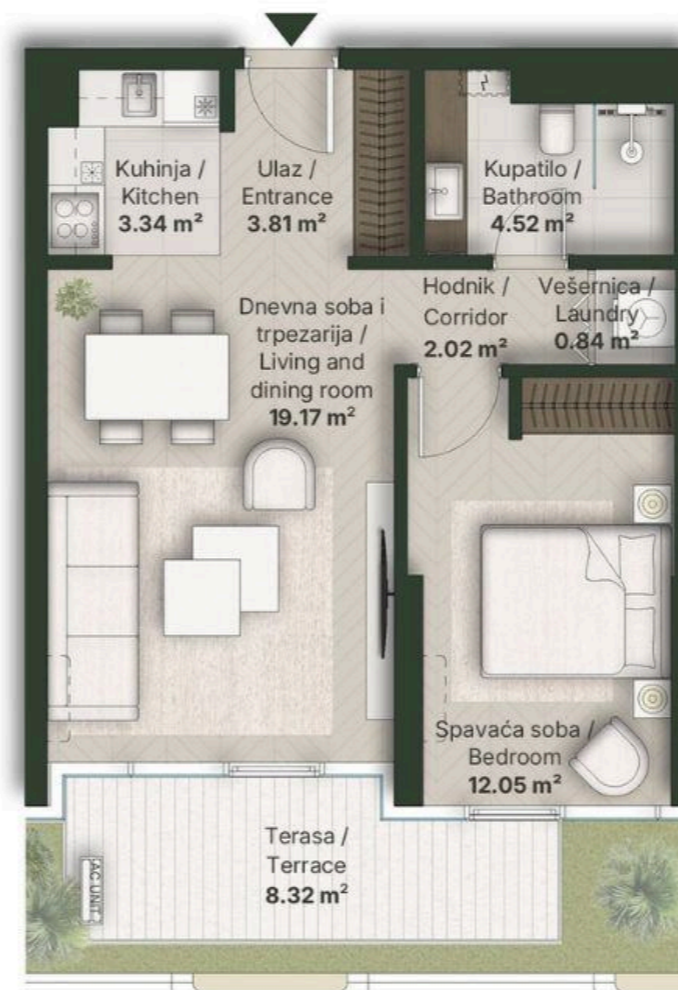 Kuhinja /
Kitchen
3.34 m²
Ulaz /
Entrance
3.81 m²
Kupatilo /
Bathroom
4.52 m²
Dnevna soba i
trpezarija /
Living and
dining room
19.17 m²
Hodnik /
Corridor
2.02 m²
Vešernica /
Laundry
0.84 m²
Spavaća soba /
Bedroom
12.05 m²
Terasa /
Terrace
8.32 m²
AC UNIT